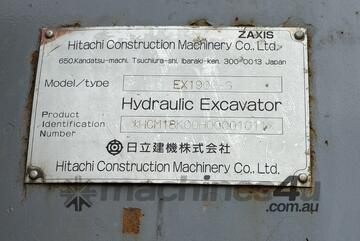 ZAXIS
Hitachi Construction Machinery Co., Ltd.
650, Kandatsu-machi, Tsuchiura-shi, Ibaraki-ken, 300-0013 Japan
Model/type
Hydraulic Excavator
Product
Identification
Number
日立建機株式会社
Hitachi Construction Machinery Co., Ltd.
machines4u
.com.au